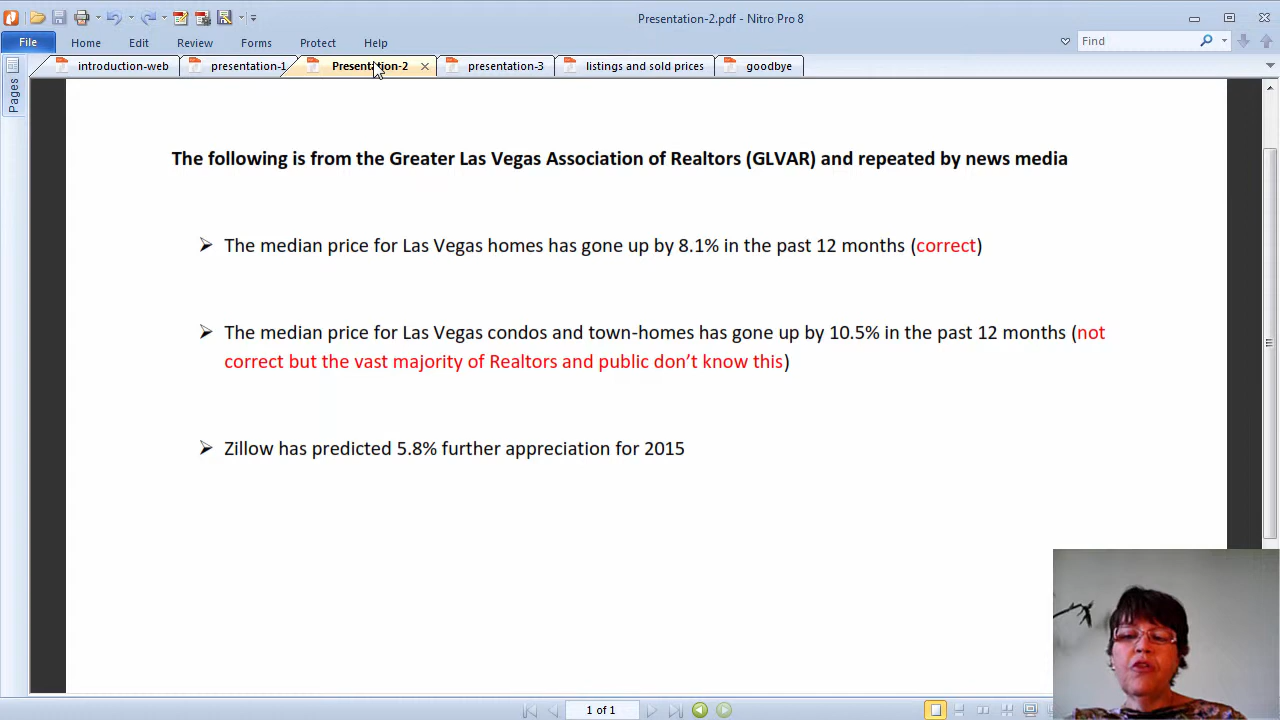 Presentation-2.pdf - Nitro Pro 8
File Home Edit Review Forms Protect Help Find
introduction-web presentation-1 Presentation-2 presentation-3 listings and sold prices goodbye
Pages
The following is from the Greater Las Vegas Association of Realtors (GLVAR) and repeated by news media
➢ The median price for Las Vegas homes has gone up by 8.1% in the past 12 months (correct)
➢ The median price for Las Vegas condos and town-homes has gone up by 10.5% in the past 12 months (not
correct but the vast majority of Realtors and public don’t know this)
➢ Zillow has predicted 5.8% further appreciation for 2015
1 of 1